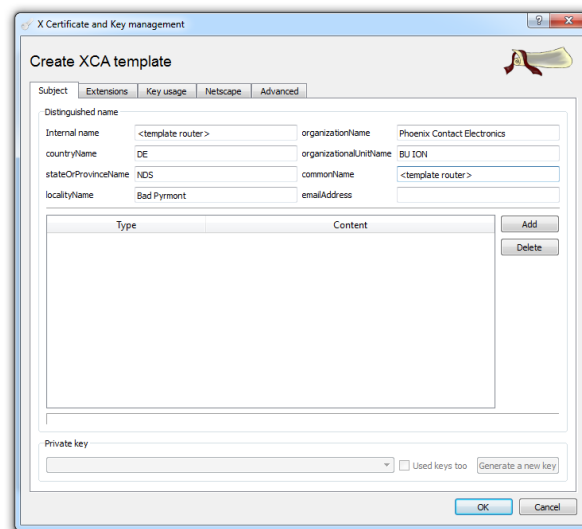 X Certificate and Key management
Create XCA template
Subject Extensions Key usage Netscape Advanced
Distinguished name
Internal name <template router> organizationName Phoenix Contact Electronics
countryName DE organizationalUnitName BU ION
stateOrProvinceName NDS commonName <template router>
localityName Bad Pyrmont emailAddress
Type Content Add
Delete
Private key
Used keys too Generate a new key
OK Cancel